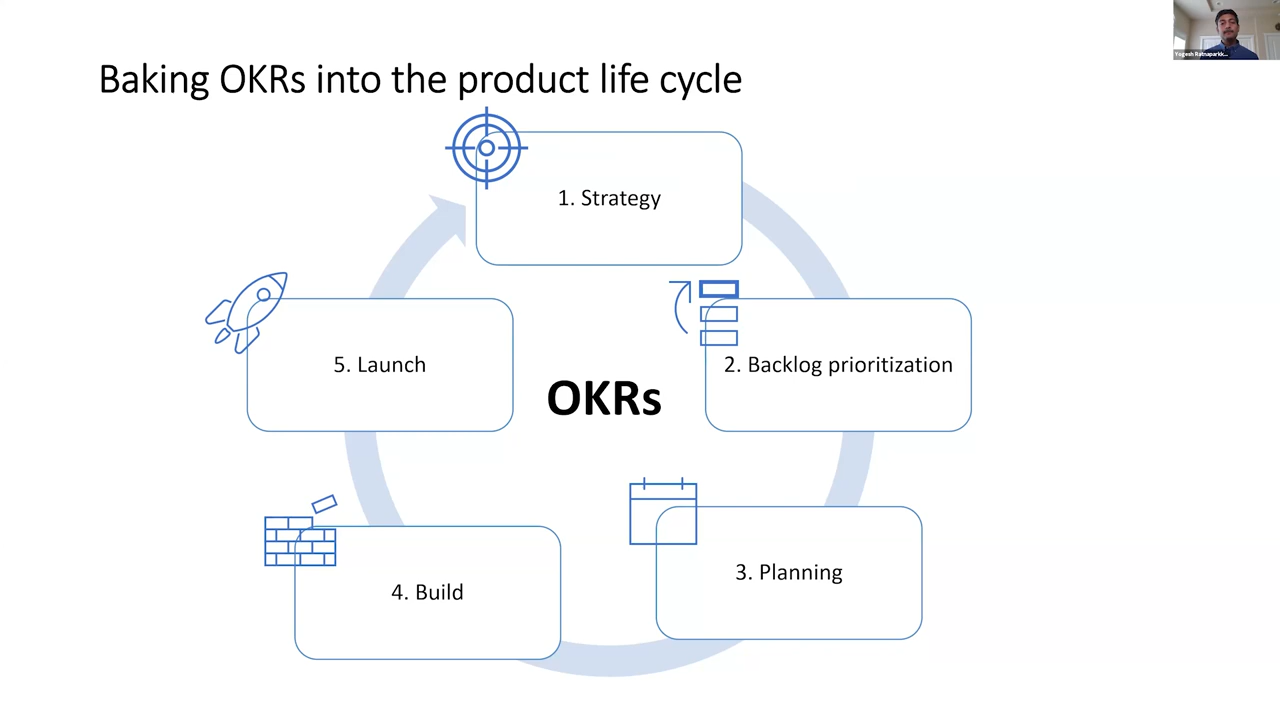 Baking OKRs into the product life cycle
1. Strategy
2. Backlog prioritization
5. Launch
OKRs
3. Planning
4. Build
Yogesh